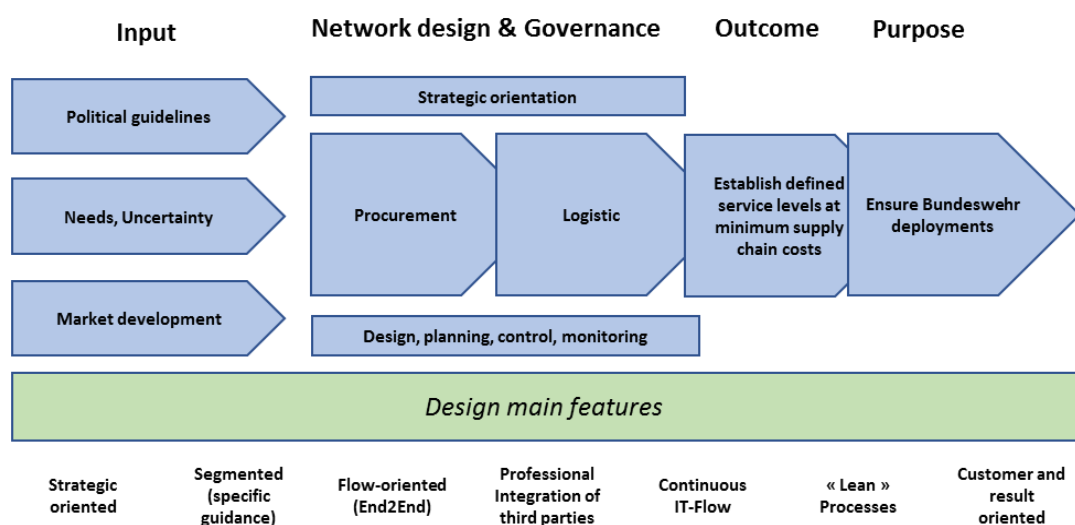 Input
Network design & Governance
Outcome
Purpose
Political guidelines
Needs, Uncertainty
Market development
Strategic orientation
Procurement
Logistic
Design, planning, control, monitoring
Establish defined
service levels at
minimum supply
chain costs
Ensure Bundeswehr
deployments
Design main features
Strategic
oriented
Segmented
(specific
guidance)
Flow-oriented
(End2End)
Professional
Integration of
third parties
Continuous
IT-Flow
« Lean »
Processes
Customer and
result
oriented